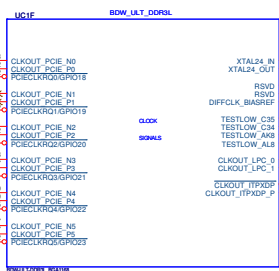 UC1F
BDW_ULT_DDR3L
CLKOUT_PCIE_N0
CLKOUT_PCIE_P0
PCIECLKRQ0/GPIO18
CLKOUT_PCIE_N1
CLKOUT_PCIE_P1
PCIECLKRQ1/GPIO19
CLKOUT_PCIE_N2
CLKOUT_PCIE_P2
PCIECLKRQ2/GPIO20
CLKOUT_PCIE_N3
CLKOUT_PCIE_P3
PCIECLKRQ3/GPIO21
CLKOUT_PCIE_N4
CLKOUT_PCIE_P4
PCIECLKRQ4/GPIO22
CLKOUT_PCIE_N5
CLKOUT_PCIE_P5
PCIECLKRQ5/GPIO23
CLOCK
SIGNALS
XTAL24_IN
XTAL24_OUT
RSVD
RSVD
DIFFCLK_BIASREF
TESTLOW_C35
TESTLOW_C34
TESTLOW_AK8
TESTLOW_AL8
CLKOUT_LPC_0
CLKOUT_LPC_1
CLKOUT_ITPXDP
CLKOUT_ITPXDP_P